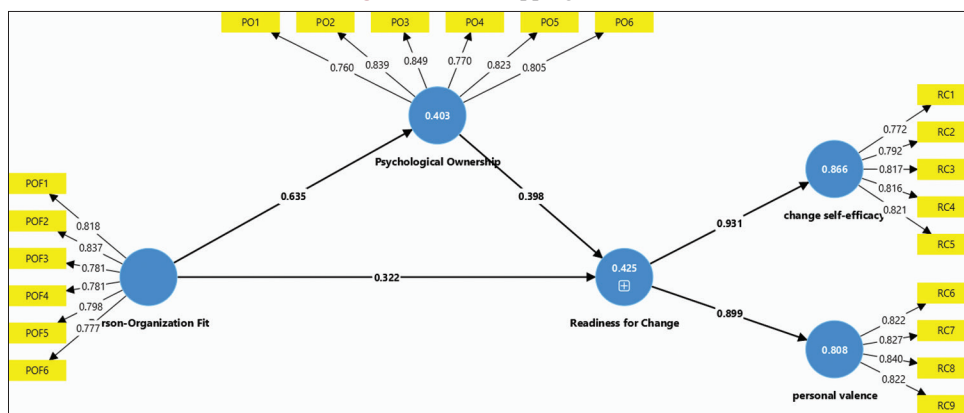 PO1 PO2 PO3 PO4 PO5 PO6
0.760 0.839 0.849 0.770 0.823 0.805
0.403
Psychological Ownership
POF1
POF2
POF3
POF4
POF5
POF6
0.818
0.837
0.781
0.781
0.798
0.777
erson-Organization Fit
0.635
0.322
0.398
0.425
Readiness for Change
0.931
0.899
0.866
change self-efficacy
0.772
0.792
0.817
0.816
0.821
RC1
RC2
RC3
RC4
RC5
0.808
personal valence
0.822
0.827
0.840
0.822
RC6
RC7
RC8
RC9